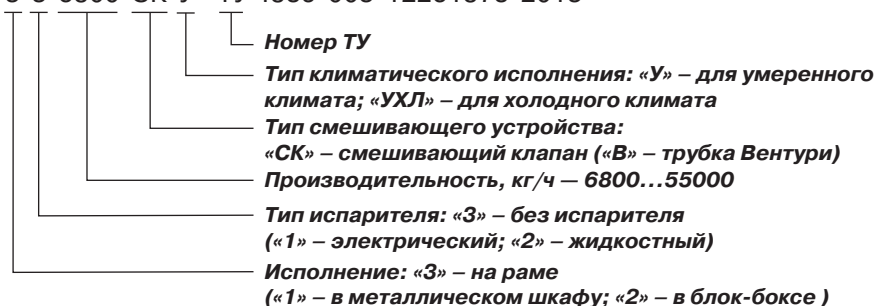 Номер ТУ
Тип климатического исполнения: «У» – для умеренного
климата; «УХЛ» – для холодного климата
Тип смешивающего устройства:
«СК» – смешивающий клапан («В» – трубка Вентури)
Производительность, кг/ч — 6800...55000
Тип испарителя: «3» – без испарителя
(«1» – электрический; «2» – жидкостный)
Исполнение: «3» – на раме
(«1» – в металлическом шкафу; «2» – в блок-боксе )